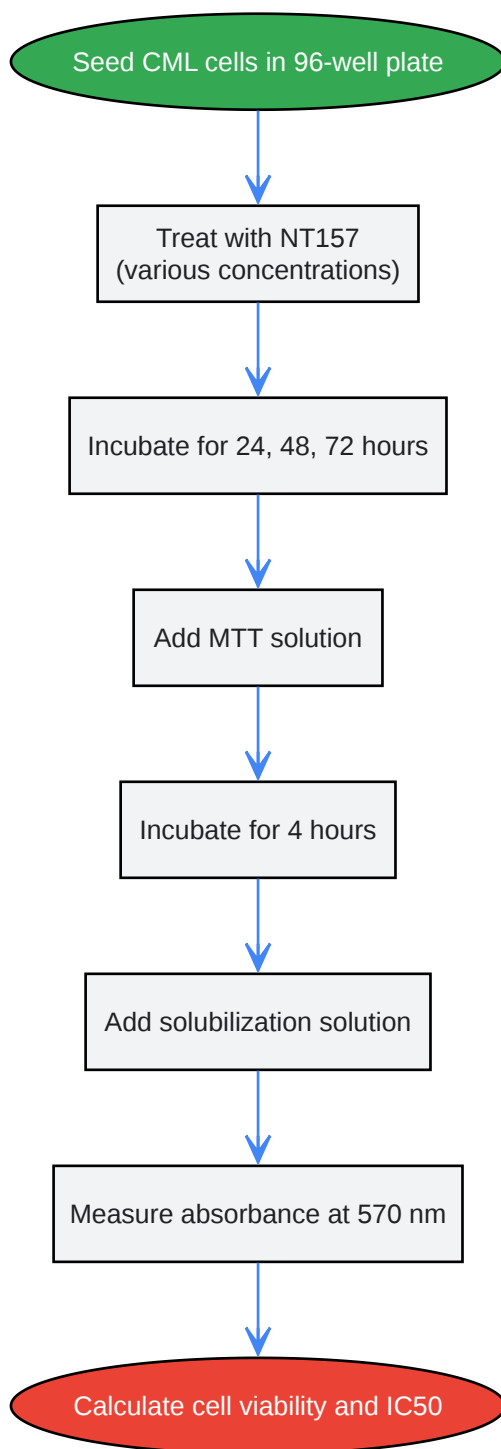 Seed CML cells in 96-well plate
Treat with NT157
(various concentrations)
Incubate for 24, 48, 72 hours
Add MTT solution
Incubate for 4 hours
Add solubilization solution
Measure absorbance at 570 nm
Calculate cell viability and IC50